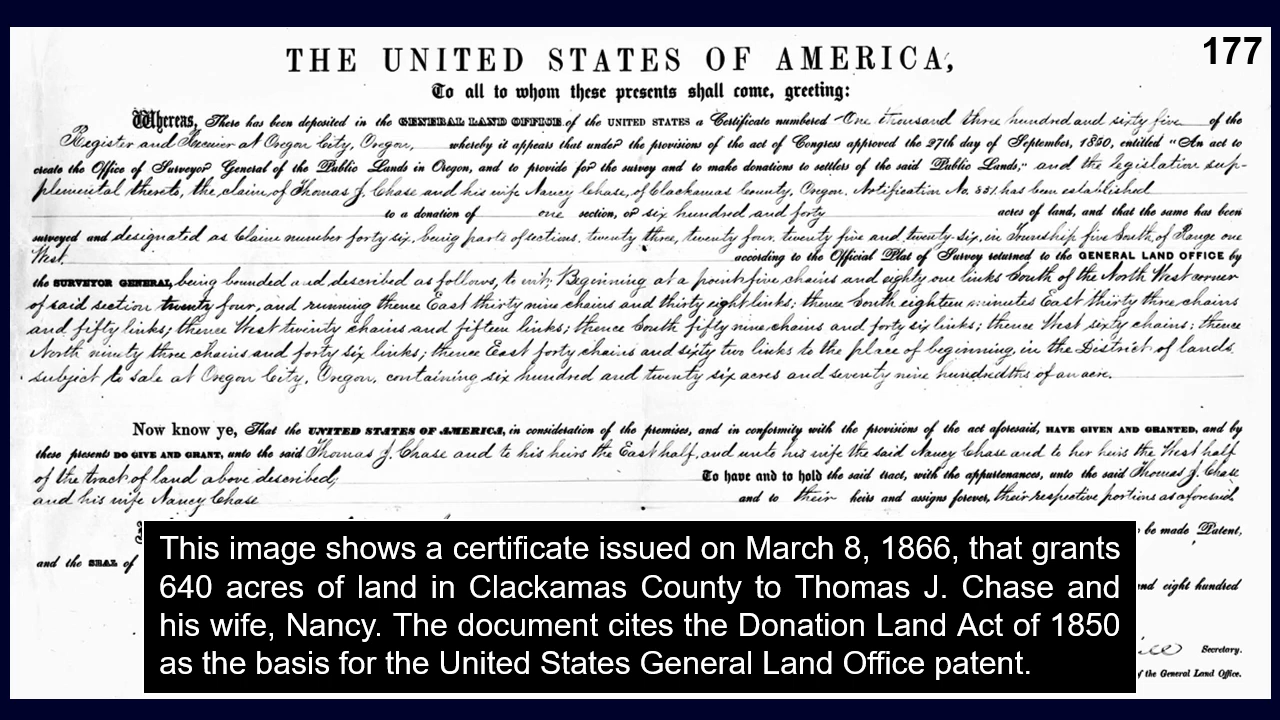 177
THE UNITED STATES OF AMERICA,
To all to whom these presents shall come, greeting:
Whereas, There has been deposited in the GENERAL LAND OFFICE of the UNITED STATES a Certificate numbered One thousand three hundred and sixty five of the
Register and Receiver at Oregon City, Oregon, whereby it appears that under the provisions of the act of Congress approved the 27th day of September, 1850, entitled "An act to
create the Office of Surveyor General of the Public Lands in Oregon, and to provide for the survey and to make donations to settlers of the said Public Lands," and the legislation sup-
plemental thereto, the claim of Thomas J. Chase and his wife Nancy Chase, of Clackamas County, Oregon. Notification No. 351. has been established
to a donation of one section, or six hundred and forty acres of land, and that the same has been
surveyed and designated as Claim number forty six, being parts of sections, twenty three, twenty four, twenty five and twenty six, in Township five South, of Range one
West according to the Official Plat of Survey returned to the GENERAL LAND OFFICE by
the SURVEYOR GENERAL, being bounded and described as follows, to wit: Beginning at a point five chains and eighty one links South of the North West corner
of said section twenty four, and running thence East thirty nine chains and thirty eight links; thence South eighteen minutes East thirty three chains
and fifty links; thence West twenty chains and fifteen links; thence South fifty nine chains and forty six links; thence West sixty chains; thence
North ninety three chains and forty six links; thence East forty chains and sixty two links to the place of beginning, in the District of lands
subject to sale at Oregon City, Oregon, containing six hundred and twenty six acres and seventy nine hundredths of an acre.
Now know ye, That the UNITED STATES OF AMERICA, in consideration of the premises, and in conformity with the provisions of the act aforesaid, HAVE GIVEN AND GRANTED, and by
these presents DO GIVE AND GRANT, unto the said Thomas J. Chase and to his heirs the East half, and unto his wife the said Nancy Chase and to her heirs the West half
of the tract of land above described; To have and to hold the said tract, with the appurtenances, unto the said Thomas J. Chase
and his wife Nancy Chase and to their heirs and assigns forever, their respective portions as aforesaid.
be made Patent,
and the SEAL of
and eight hundred
Secretary.
of the General Land Office.
This image shows a certificate issued on March 8, 1866, that grants
640 acres of land in Clackamas County to Thomas J. Chase and
his wife, Nancy. The document cites the Donation Land Act of 1850
as the basis for the United States General Land Office patent.